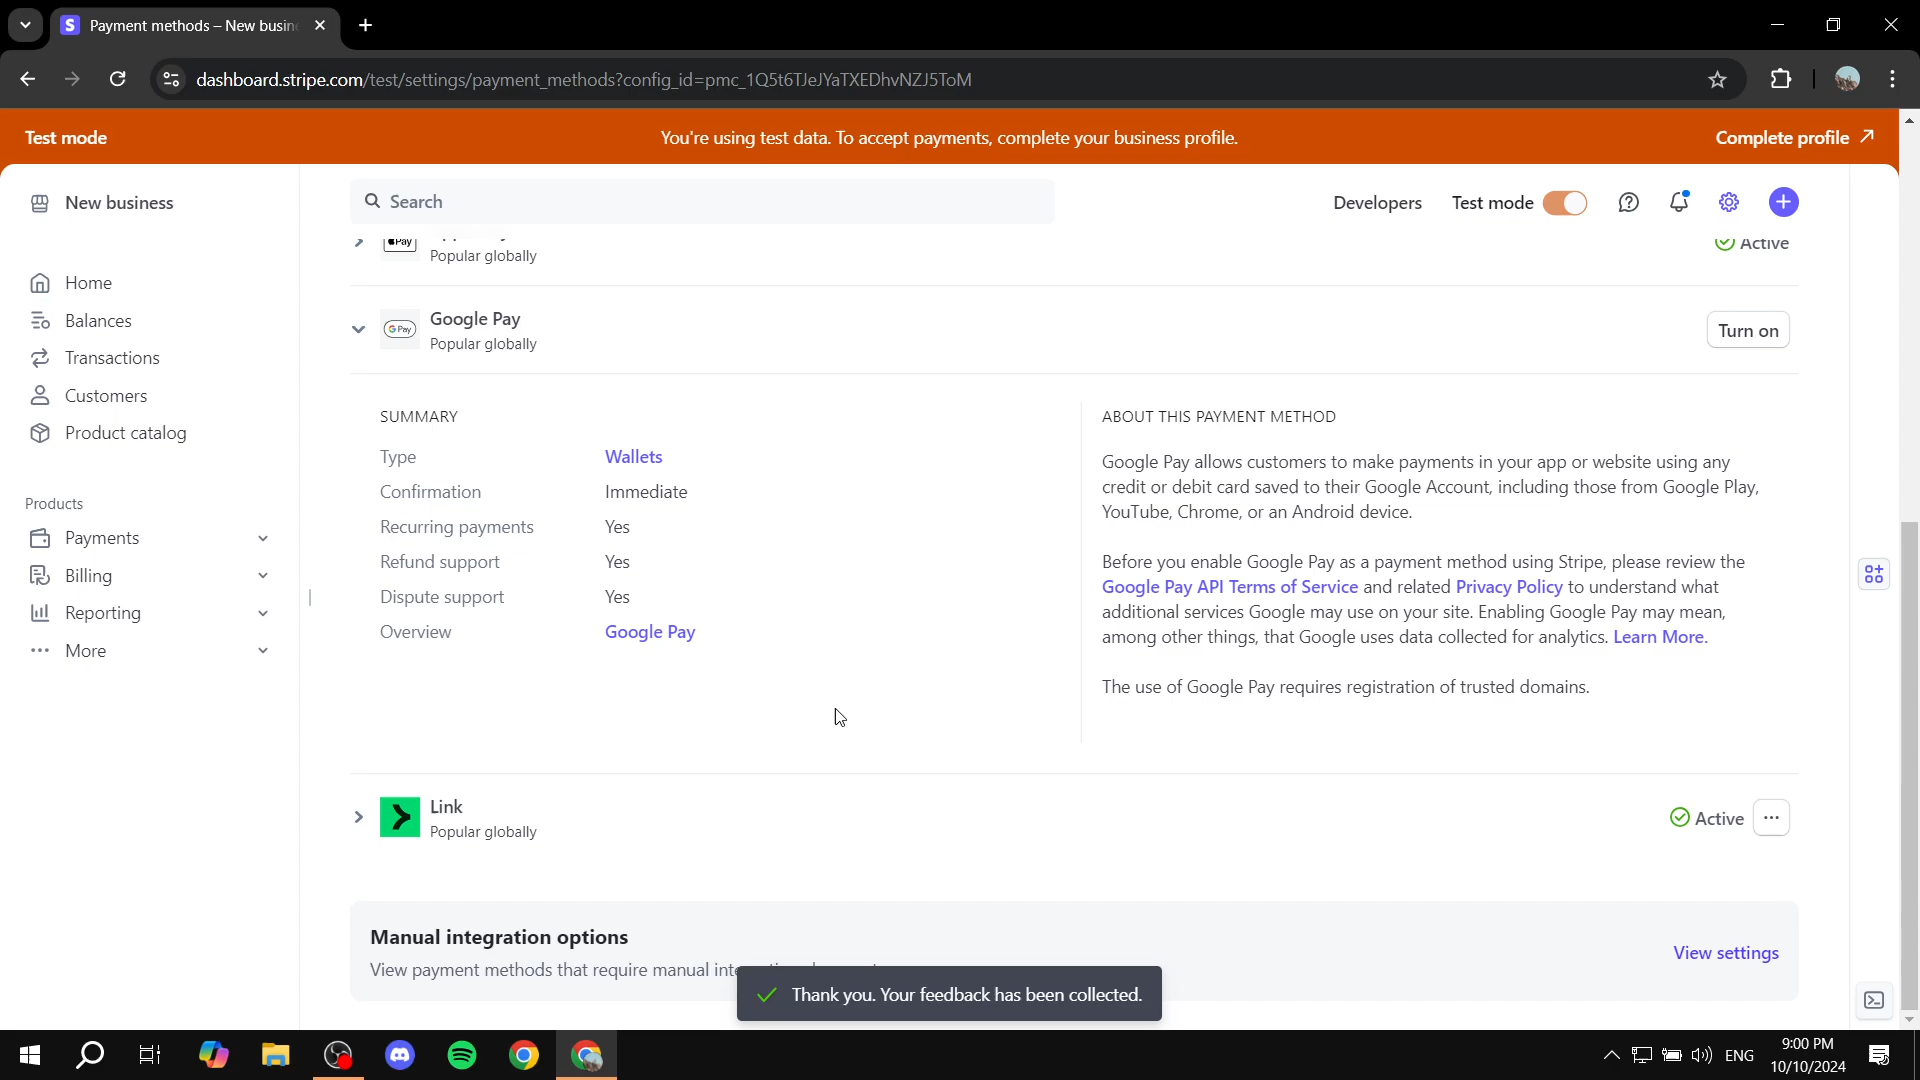 Payment methods – New busin
dashboard.stripe.com/test/settings/payment_methods?config_id=pmc_1Q5t6TJeJYaTXEDhvNZJ5ToM
Test mode
You're using test data. To accept payments, complete your business profile.
Complete profile
New business
Search
Developers
Test mode
Home
Balances
Transactions
Customers
Product catalog
Products
Payments
Billing
Reporting
More
Pay
Popular globally
Active
G Pay
Google Pay
Popular globally
Turn on
SUMMARY
Type Wallets
Confirmation Immediate
Recurring payments Yes
Refund support Yes
Dispute support Yes
Overview Google Pay
ABOUT THIS PAYMENT METHOD
Google Pay allows customers to make payments in your app or website using any
credit or debit card saved to their Google Account, including those from Google Play,
YouTube, Chrome, or an Android device.
Before you enable Google Pay as a payment method using Stripe, please review the
Google Pay API Terms of Service and related Privacy Policy to understand what
additional services Google may use on your site. Enabling Google Pay may mean,
among other things, that Google uses data collected for analytics. Learn More.
The use of Google Pay requires registration of trusted domains.
Link
Popular globally
Active
Manual integration options
View payment methods that require manual
View settings
Thank you. Your feedback has been collected.
ENG
9:00 PM
10/10/2024